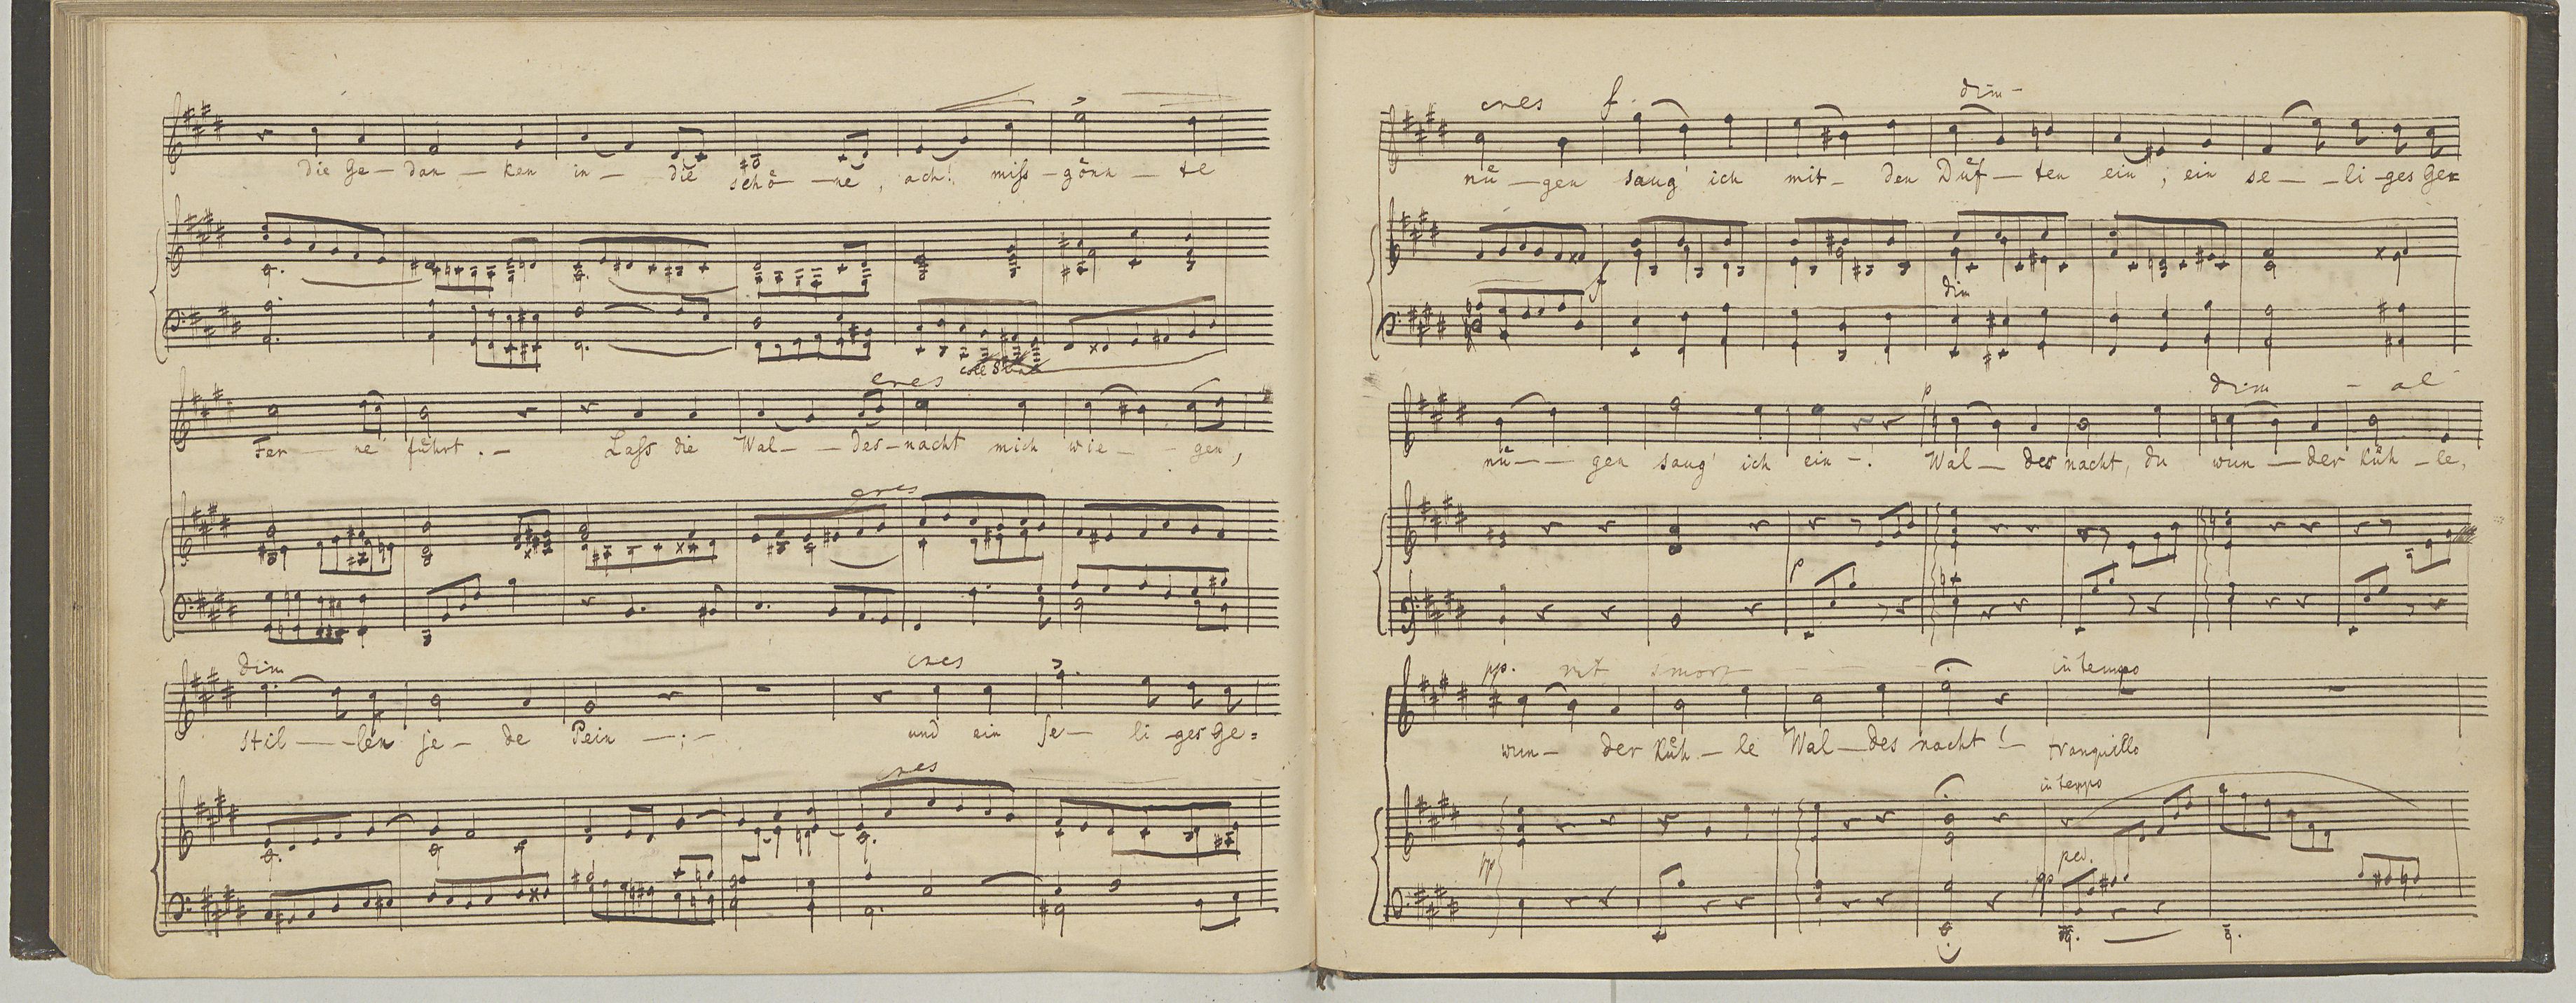 die Ge – dan – ken in – die schö – ne, ach! miss – gönn – te
cres
Fer – ne führt. – Lass die Wal – – des – nacht mich wie – – gen,
cres
dim cres
stil – – len je – de Pein – ; – und ein se – li – ges Ge =
cres
cres f. dim –
nü – gen saug' ich mit – den Düf – ten ein ; ein se – – li – ges Ge =
f dim
dim – al
p
nü – – gen saug' ich ein – ! Wal – des nacht, du wun – der küh – le,
p
pp. rit smorz in tempo
wun – der küh – le Wal – des nacht ! – tranquillo
in tempo
pp ped.
pp